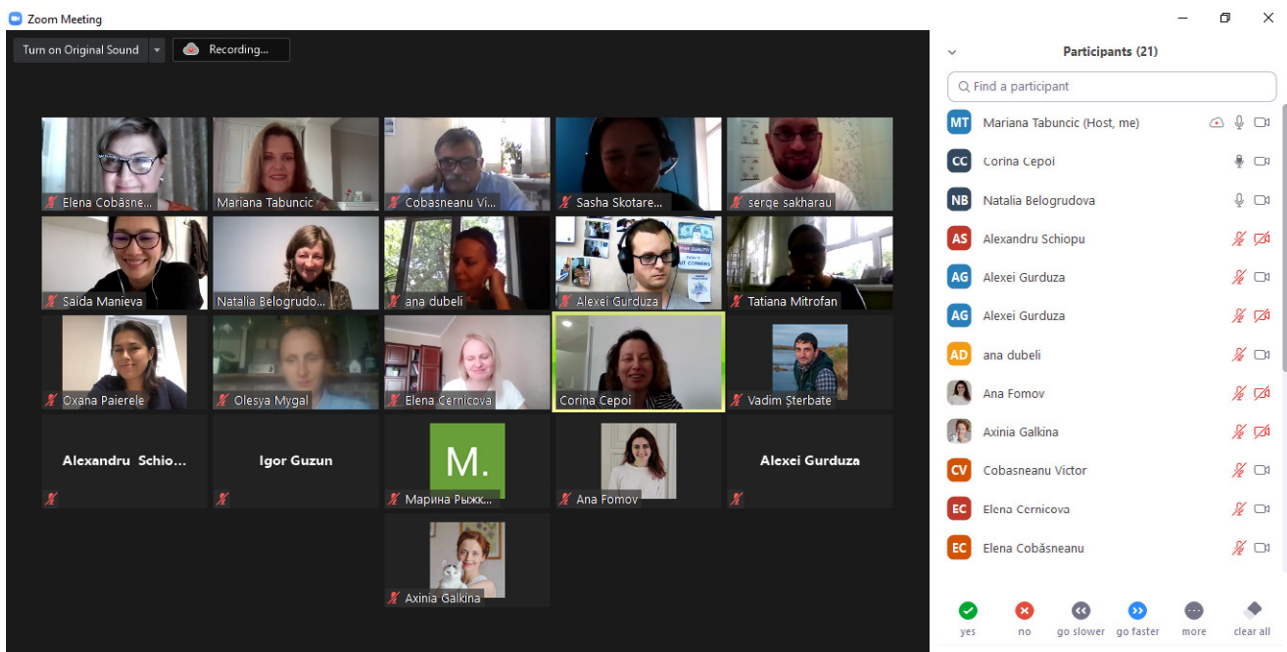 Zoom Meeting
Turn on Original Sound
Recording...
Elena Cobăsne...
Mariana Tabuncic
Cobasneanu Vi...
Sasha Skotare...
serge sakharau
Saida Manieva
Natalia Belogrudo...
ana dubeli
Alexei Gurduza
Tatiana Mitrofan
Oxana Paierele
Olesya Mygal
Elena Cernicova
Corina Cepoi
Vadim Șterbate
Alexandru Schio...
Igor Guzun
M.
Марина Рыжк...
Ana Fomov
Alexei Gurduza
Axinia Galkina
Participants (21)
Find a participant
MT Mariana Tabuncic (Host, me)
CC Corina Cepoi
NB Natalia Belogrudova
AS Alexandru Schiopu
AG Alexei Gurduza
AG Alexei Gurduza
AD ana dubeli
Ana Fomov
Axinia Galkina
CV Cobasneanu Victor
EC Elena Cernicova
EC Elena Cobăsneanu
yes
no
go slower
go faster
more
clear all